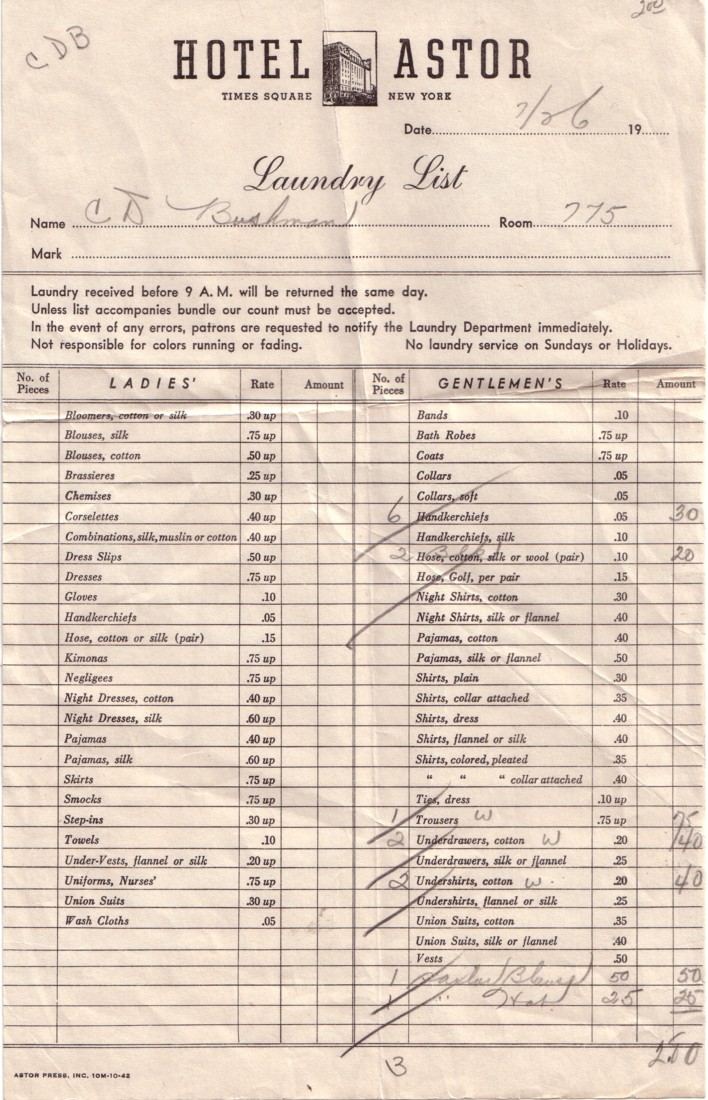 200
CDB
HOTEL ASTOR
TIMES SQUARE NEW YORK
Date 7/26 19
Laundry List
Name CD Bushman Room 775
Mark
Laundry received before 9 A. M. will be returned the same day.
Unless list accompanies bundle our count must be accepted.
In the event of any errors, patrons are requested to notify the Laundry Department immediately.
Not responsible for colors running or fading. No laundry service on Sundays or Holidays.
No. of Pieces LADIES' Rate Amount
Bloomers, cotton or silk .30 up
Blouses, silk .75 up
Blouses, cotton .50 up
Brassieres .25 up
Chemises .30 up
Corselettes .40 up
Combinations, silk, muslin or cotton .40 up
Dress Slips .50 up
Dresses .75 up
Gloves .10
Handkerchiefs .05
Hose, cotton or silk (pair) .15
Kimonas .75 up
Negligees .75 up
Night Dresses, cotton .40 up
Night Dresses, silk .60 up
Pajamas .40 up
Pajamas, silk .60 up
Skirts .75 up
Smocks .75 up
Step-ins .30 up
Towels .10
Under-Vests, flannel or silk .20 up
Uniforms, Nurses' .75 up
Union Suits .30 up
Wash Cloths .05
No. of Pieces GENTLEMEN'S Rate Amount
Bands .10
Bath Robes .75 up
Coats .75 up
Collars .05
Collars, soft .05
6 Handkerchiefs .05 30
Handkerchiefs, silk .10
2 Hose, cotton, silk or wool (pair) .10 20
Hose, Golf, per pair .15
Night Shirts, cotton .30
Night Shirts, silk or flannel .40
Pajamas, cotton .40
Pajamas, silk or flannel .50
Shirts, plain .30
Shirts, collar attached .35
Shirts, dress .40
Shirts, flannel or silk .40
Shirts, colored, pleated .35
" " " collar attached .40
Ties, dress .10 up
1 Trousers W .75 up 75
2 Underdrawers, cotton W .20 40
Underdrawers, silk or flannel .25
2 Undershirts, cotton W. .20 40
Undershirts, flannel or silk .25
Union Suits, cotton .35
Union Suits, silk or flannel .40
Vests .50
1 50 50
1 " Hat 25 25
13 280
ASTOR PRESS, INC. 10M-10-42